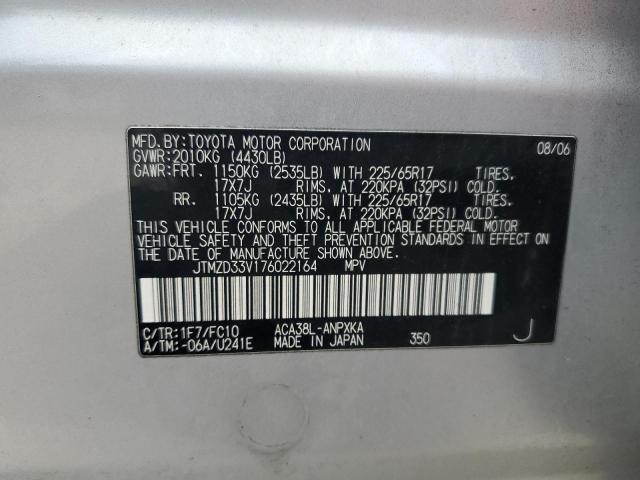 MFD.BY:TOYOTA MOTOR CORPORATION 08/06
GVWR:2010KG (4430LB)
GAWR:FRT. 1150KG (2535LB) WITH 225/65R17 TIRES.
17X7J RIMS. AT 220KPA (32PSI) COLD.
RR. 1105KG (2435LB) WITH 225/65R17 TIRES.
17X7J RIMS. AT 220KPA (32PSI) COLD.
THIS VEHICLE CONFORMS TO ALL APPLICABLE FEDERAL MOTOR
VEHICLE SAFETY AND THEFT PREVENTION STANDARDS IN EFFECT
ON THE DATE OF MANUFACTURE SHOWN ABOVE.
JTMZD33V176022164 MPV
C/TR:1F7/FC10 ACA38L-ANPXKA
A/TM:-06A/U241E MADE IN JAPAN 350 J